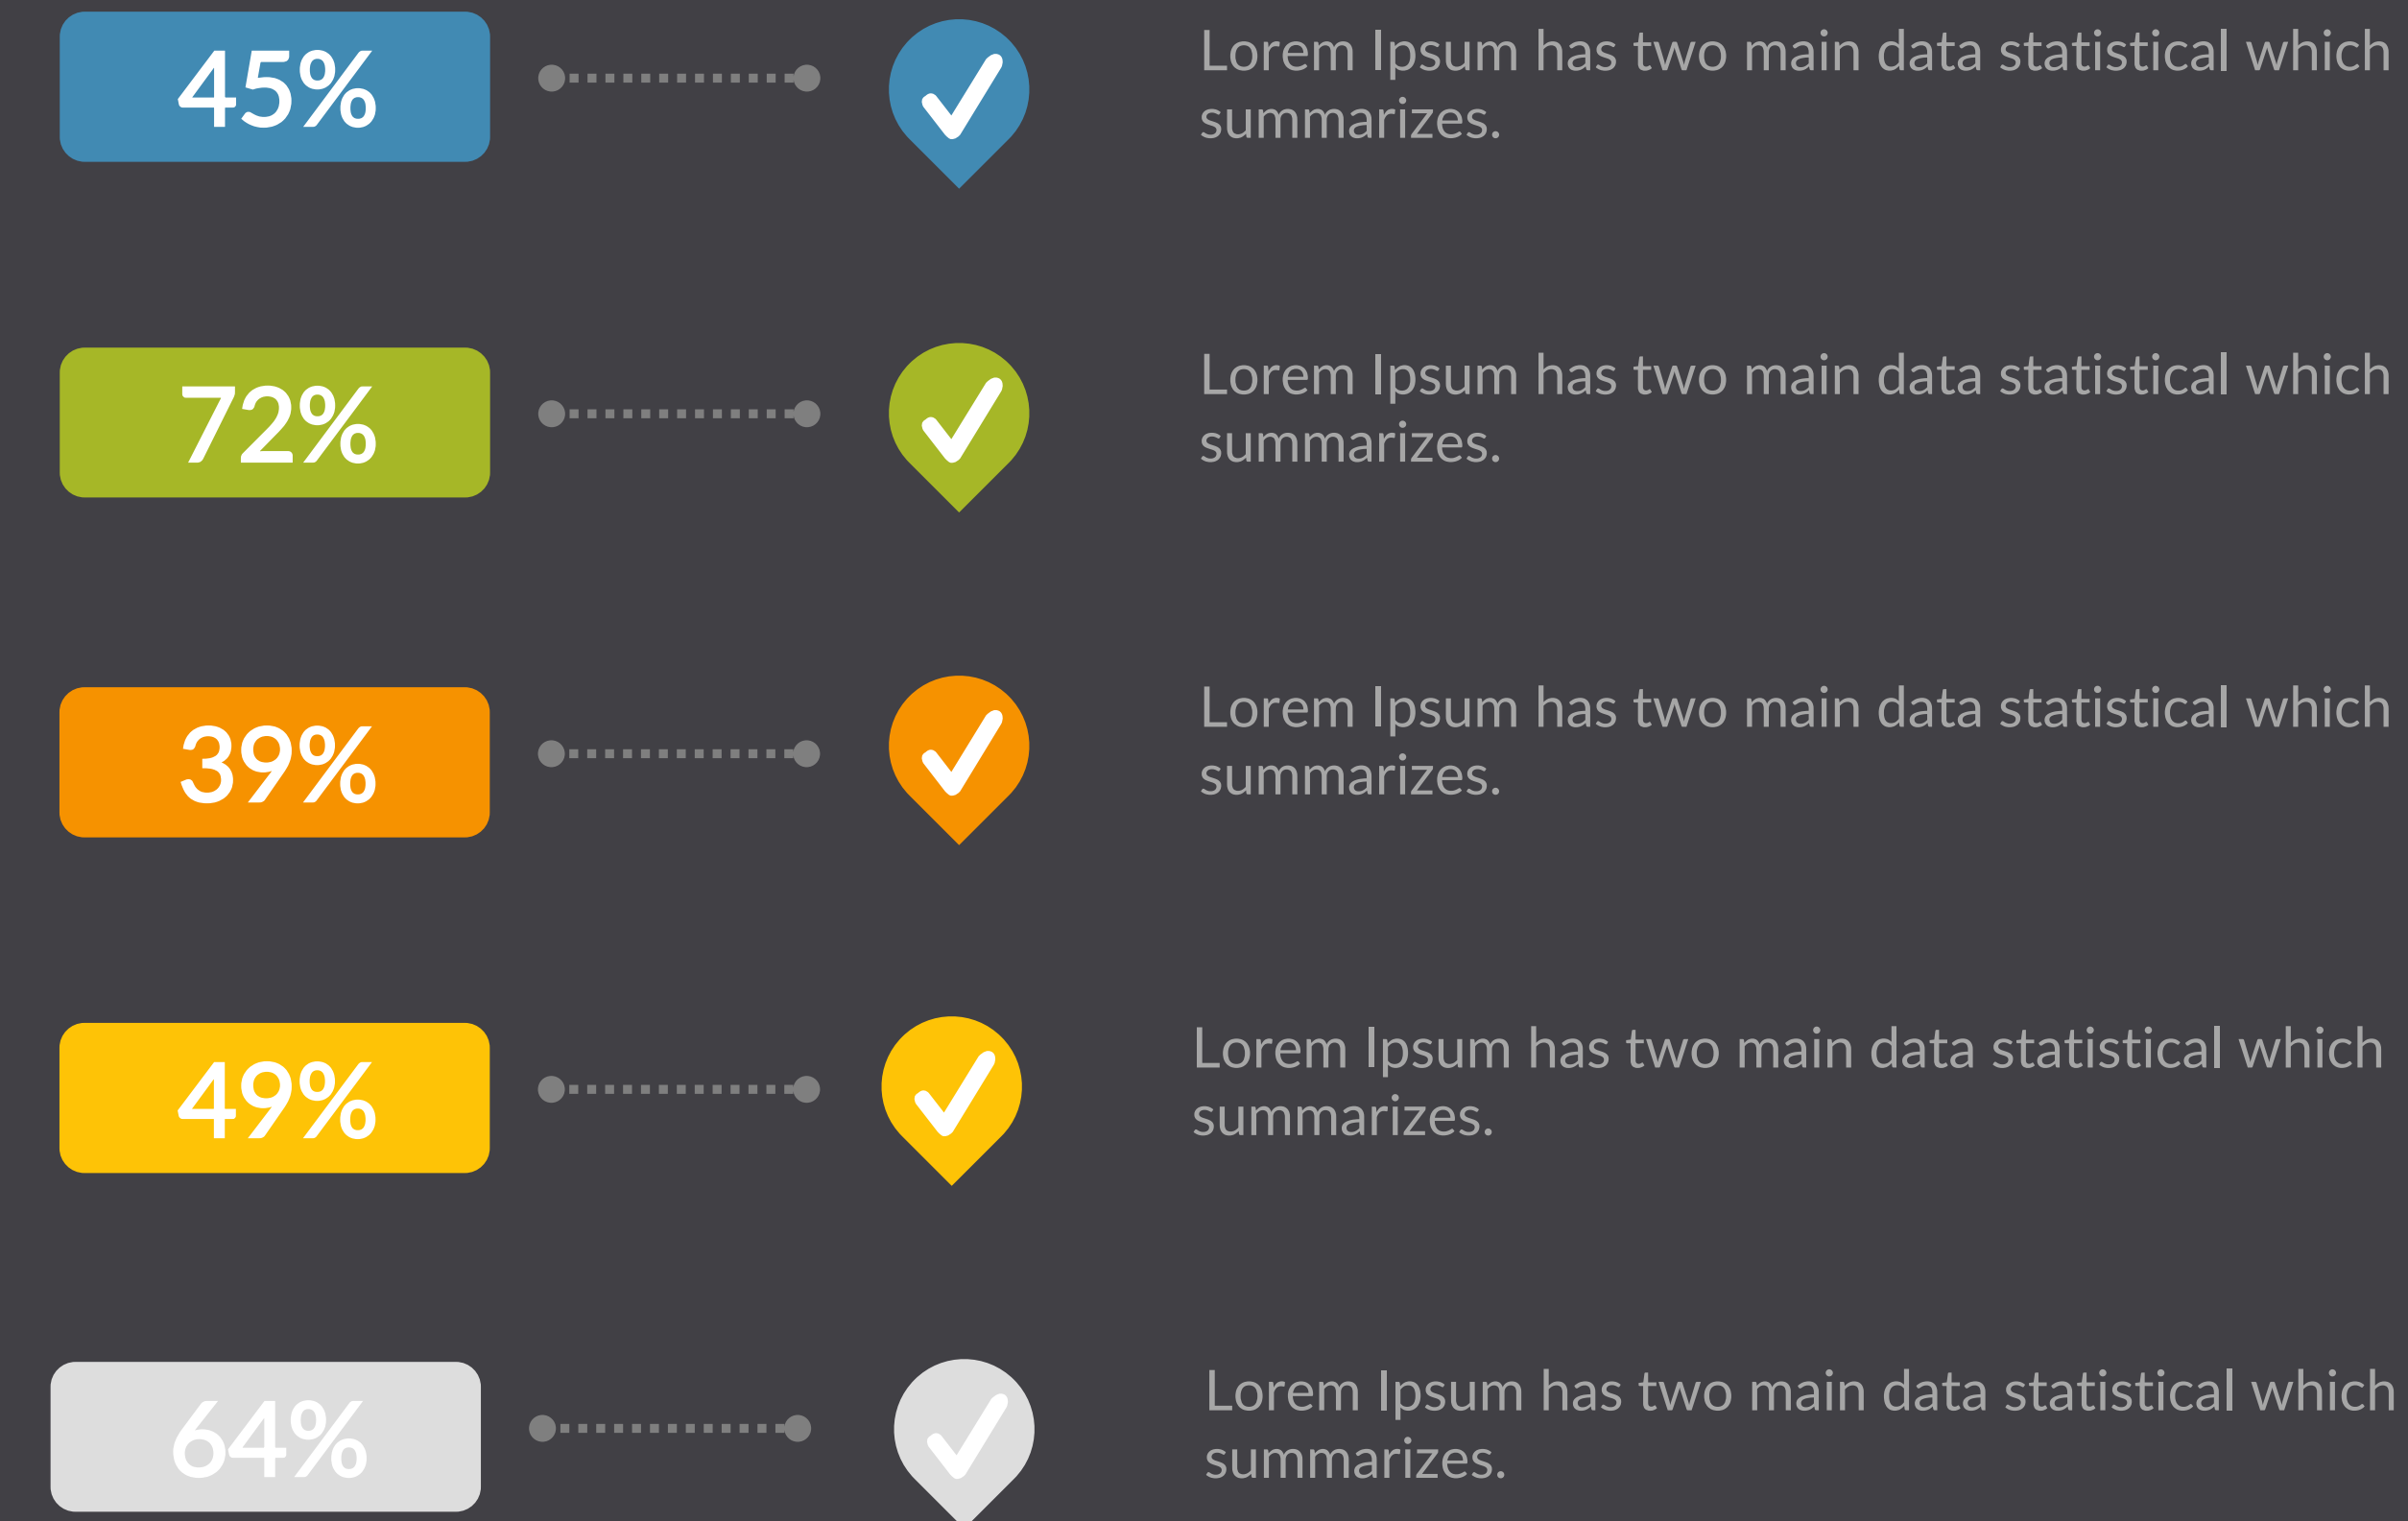 45%
Lorem Ipsum has two main data statistical which
summarizes.
72%
Lorem Ipsum has two main data statistical which
summarizes.
39%
Lorem Ipsum has two main data statistical which
summarizes.
49%
Lorem Ipsum has two main data statistical which
summarizes.
64%
Lorem Ipsum has two main data statistical which
summarizes.